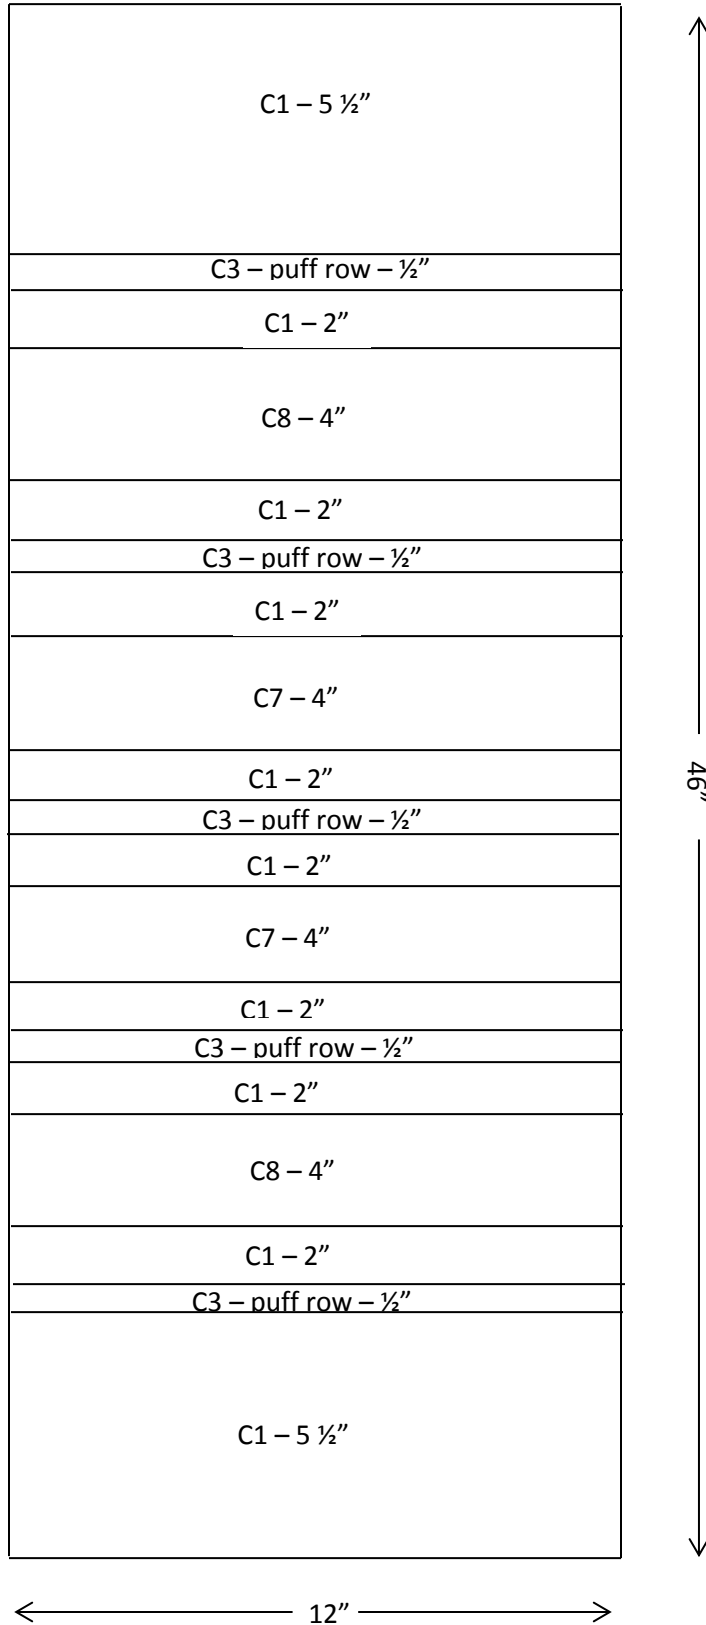 C1 – 5 ½”
C3 – puff row – ½”
C1 – 2”
C8 – 4”
C1 – 2”
C3 – puff row – ½”
C1 – 2”
C7 – 4”
C1 – 2”
C3 – puff row – ½”
C1 – 2”
C7 – 4”
C1 – 2”
C3 – puff row – ½”
C1 – 2”
C8 – 4”
C1 – 2”
C3 – puff row – ½”
C1 – 5 ½”
46”
12”